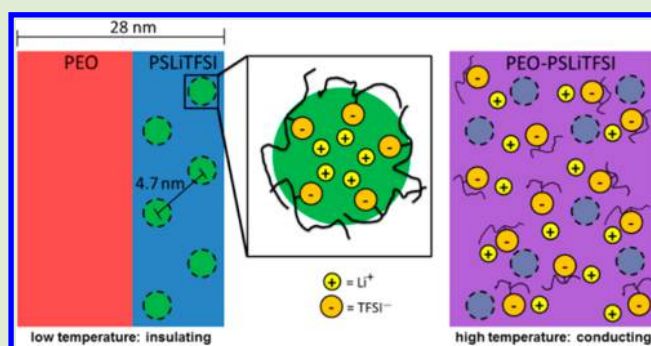 28 nm
PEO
PSLiTFSI
4.7 nm
= Li+
= TFSI−
low temperature: insulating
PEO-PSLiTFSI
high temperature: conducting